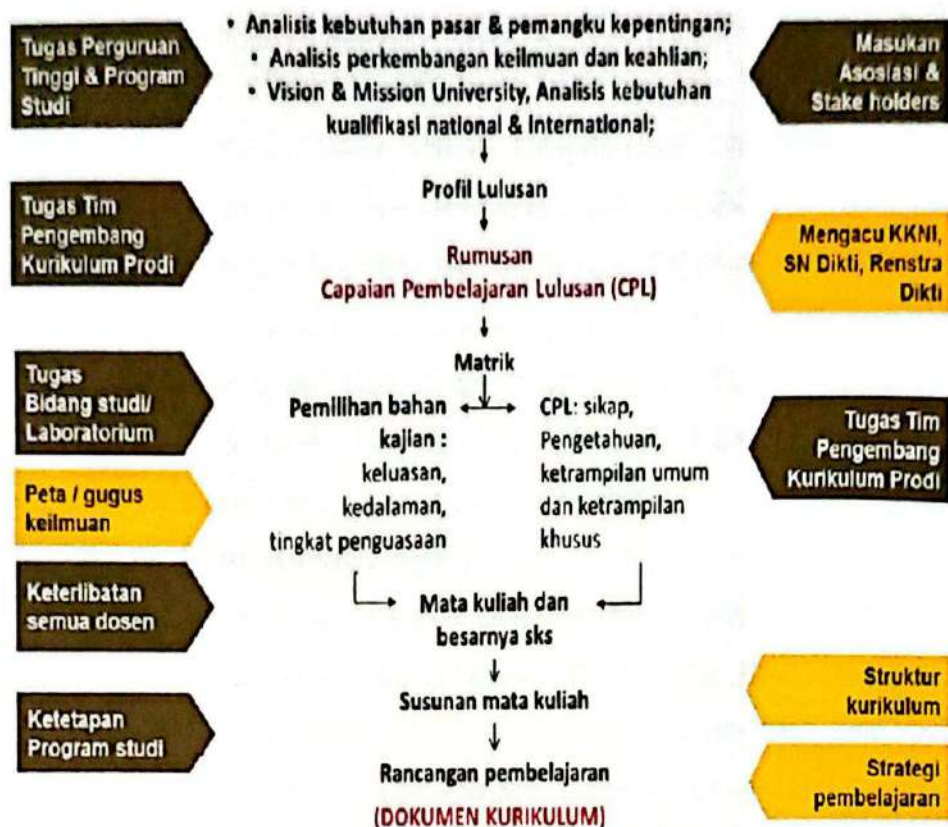 Tugas Perguruan
Tinggi & Program
Studi
• Analisis kebutuhan pasar & pemangku kepentingan;
• Analisis perkembangan keilmuan dan keahlian;
• Vision & Mission University, Analisis kebutuhan
kualifikasi national & International;
Masukan
Asosiasi &
Stake holders
Profil Lulusan
Tugas Tim
Pengembang
Kurikulum Prodi
Rumusan
Capaian Pembelajaran Lulusan (CPL)
Mengacu KKNI,
SN Dikti, Renstra
Dikti
Matrik
Tugas
Bidang studi/
Laboratorium
Pemilihan bahan
kajian :
keluasan,
kedalaman,
tingkat penguasaan
CPL: sikap,
Pengetahuan,
ketrampilan umum
dan ketrampilan
khusus
Tugas Tim
Pengembang
Kurikulum Prodi
Peta / gugus
keilmuan
Keterlibatan
semua dosen
Mata kuliah dan
besarnya sks
Susunan mata kuliah
Struktur
kurikulum
Ketetapan
Program studi
Rancangan pembelajaran
(DOKUMEN KURIKULUM)
Strategi
pembelajaran